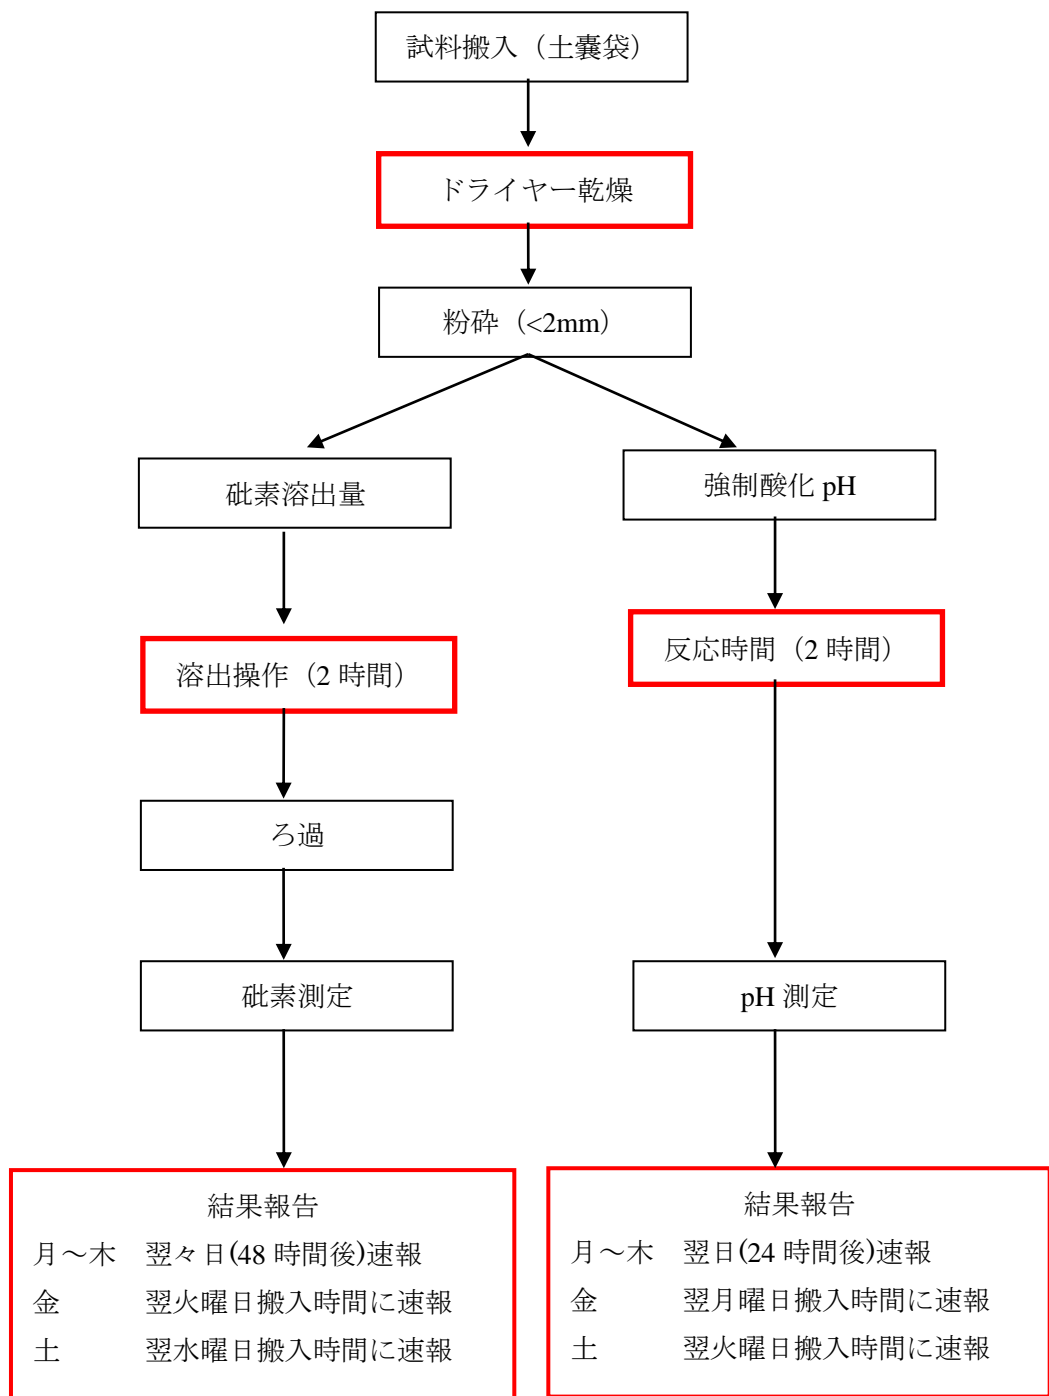 試料搬入（土嚢袋）
ドライヤー乾燥
粉砕（<2mm）
砒素溶出量
強制酸化 pH
溶出操作（2 時間）
反応時間（2 時間）
ろ過
砒素測定
pH 測定
結果報告
月～木 翌々日(48 時間後)速報
金 翌火曜日搬入時間に速報
土 翌水曜日搬入時間に速報
結果報告
月～木 翌日(24 時間後)速報
金 翌月曜日搬入時間に速報
土 翌火曜日搬入時間に速報